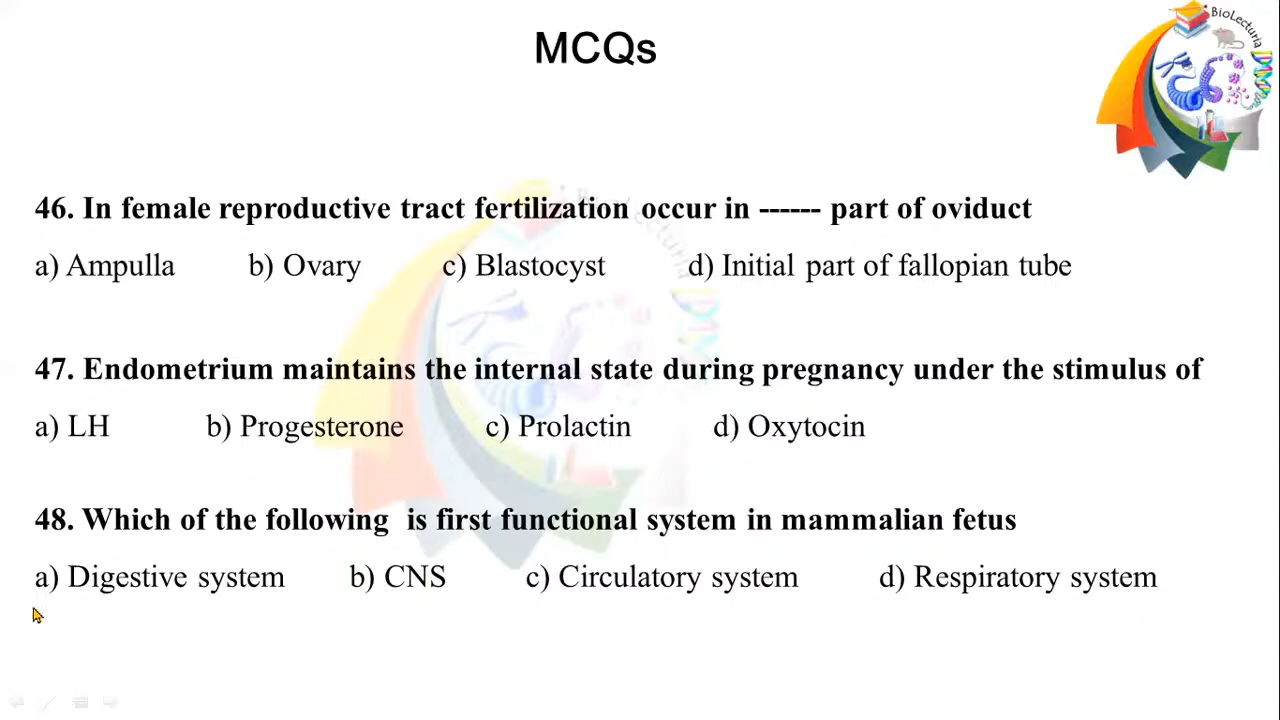 MCQs
BioLecturia
46. In female reproductive tract fertilization occur in ------ part of oviduct
a) Ampulla b) Ovary c) Blastocyst d) Initial part of fallopian tube
47. Endometrium maintains the internal state during pregnancy under the stimulus of
a) LH b) Progesterone c) Prolactin d) Oxytocin
48. Which of the following is first functional system in mammalian fetus
a) Digestive system b) CNS c) Circulatory system d) Respiratory system